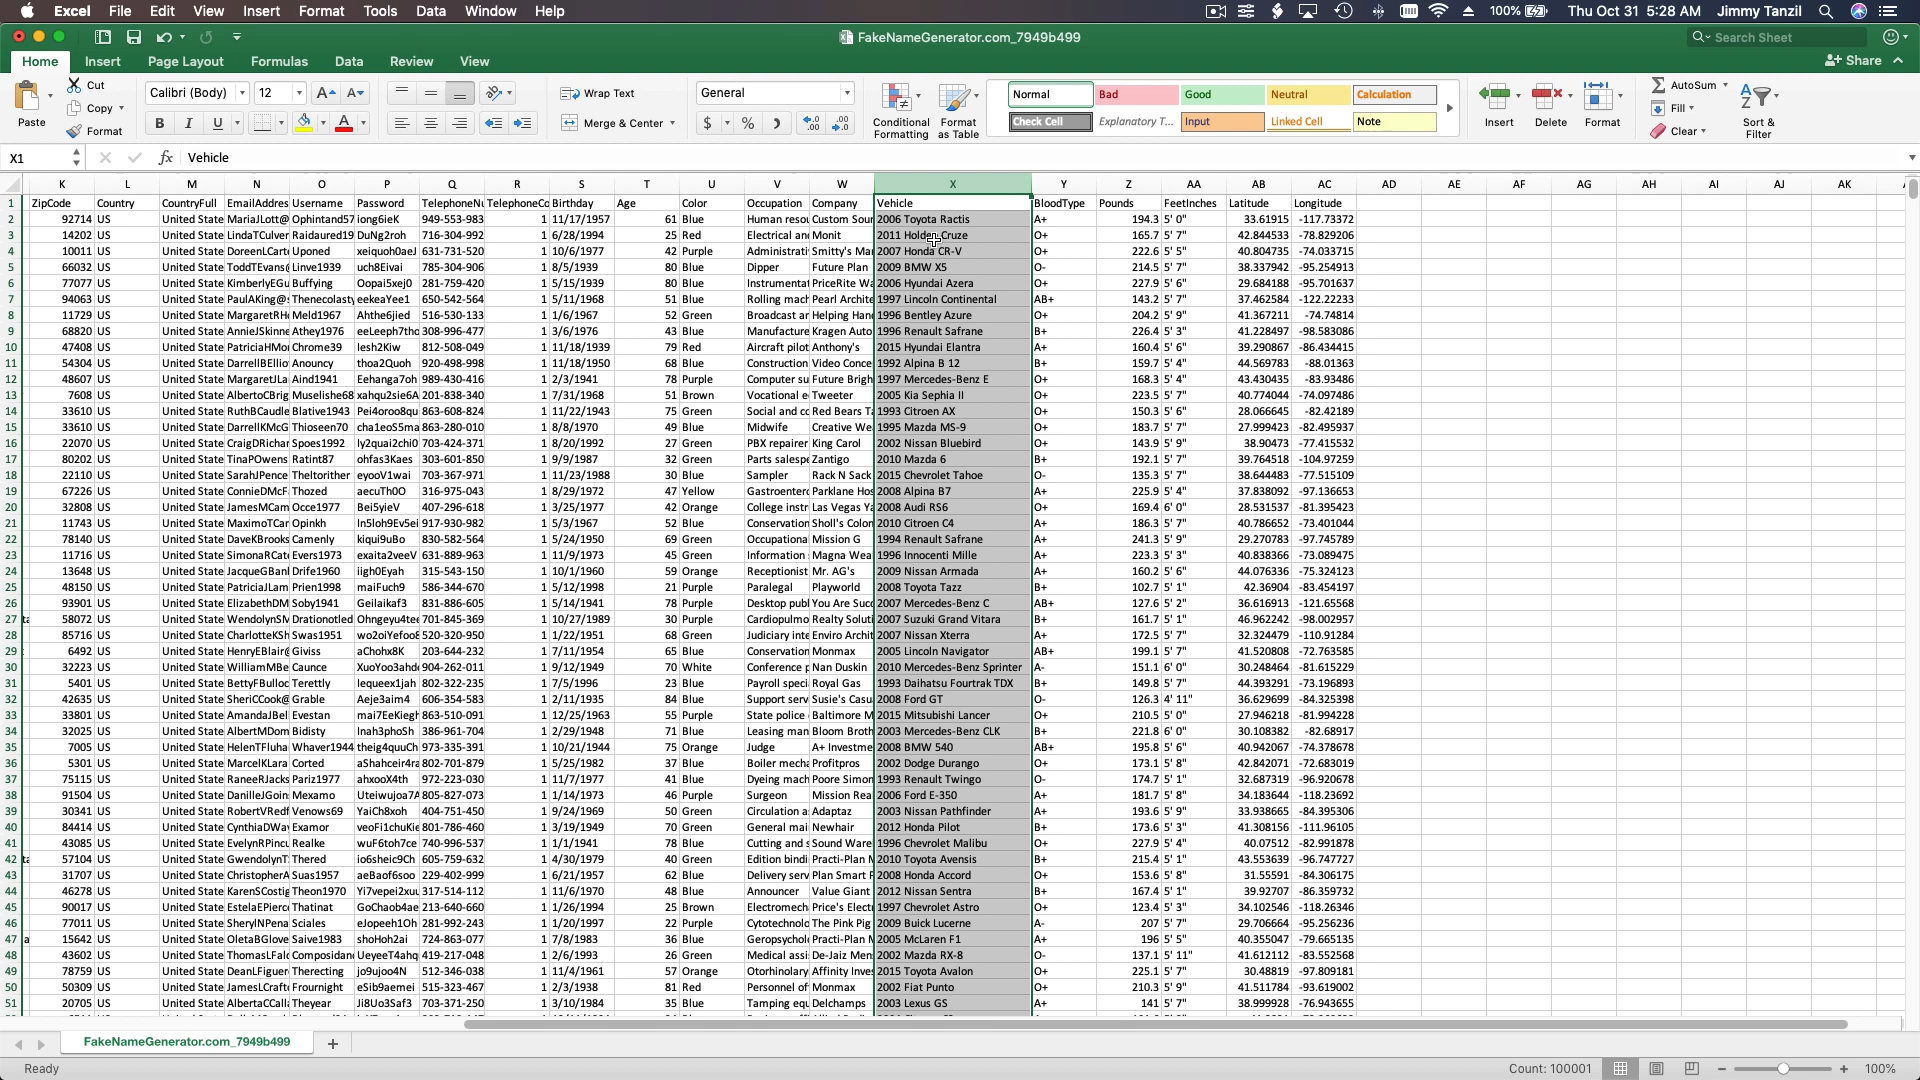 Excel File Edit View Insert Format Tools Data Window Help 100% Thu Oct 31 5:28 AM Jimmy Tanzil
FakeNameGenerator.com_7949b499 Search Sheet
Home Insert Page Layout Formulas Data Review View Share
Cut Calibri (Body) 12 Wrap Text General Normal Bad Good Neutral Calculation AutoSum
Copy Fill
Paste Format B I U Merge & Center $ % Conditional Formatting Format as Table Check Cell Explanatory T... Input Linked Cell Note Insert Delete Format Clear Sort & Filter
X1 fx Vehicle
K L M N O P Q R S T U V W X Y Z AA AB AC AD AE AF AG AH AI AJ AK
1 ZipCode Country CountryFull EmailAddres Username Password TelephoneNu TelephoneCo Birthday Age Color Occupation Company Vehicle BloodType Pounds FeetInches Latitude Longitude
2 92714 US United State MariaJLott@ Ophintand57 iong6ieK 949-553-983 1 11/17/1957 61 Blue Human resou Custom Sour 2006 Toyota Ractis A+ 194.3 5' 0" 33.61915 -117.73372
3 14202 US United State LindaTCulver Raidaured19 DuNg2roh 716-304-992 1 6/28/1994 25 Red Electrical an Monit 2011 Holden Cruze O+ 165.7 5' 7" 42.844533 -78.829206
4 10011 US United State DoreenLCart Uponed xeiquoh0aeJ 631-731-520 1 10/6/1977 42 Purple Administrati Smitty's Ma 2007 Honda CR-V O+ 222.6 5' 5" 40.804735 -74.033715
5 66032 US United State ToddTEvans@ Linve1939 uch8Eivai 785-304-906 1 8/5/1939 80 Blue Dipper Future Plan 2009 BMW X5 O- 214.5 5' 7" 38.337942 -95.254913
6 77077 US United State KimberlyEGu Buffying Oopai5xej0 281-759-420 1 5/15/1939 80 Blue Instrumenta PriceRite Wa 2006 Hyundai Azera O+ 227.9 5' 6" 29.684188 -95.701637
7 94063 US United State PaulAKing@s Thenecolasty eekeaYee1 650-542-564 1 5/11/1968 51 Blue Rolling mach Pearl Archite 1997 Lincoln Continental AB+ 143.2 5' 7" 37.462584 -122.22233
8 11729 US United State MargaretRH Meld1967 Ahthe6jied 516-530-133 1 1/6/1967 52 Green Broadcast ar Helping Han 1996 Bentley Azure O+ 204.2 5' 9" 41.367211 -74.74814
9 68820 US United State AnnieJSkinne Athey1976 eeLeeph7tho 308-996-477 1 3/6/1976 43 Blue Manufacture Kragen Auto 1996 Renault Safrane B+ 226.4 5' 3" 41.228497 -98.583086
10 47408 US United State PatriciaHMo Chrome39 Iesh2Kiw 812-508-049 1 11/18/1939 79 Red Aircraft pilot Anthony's 2015 Hyundai Elantra A+ 160.4 5' 6" 39.290867 -86.434415
11 54304 US United State DarrellBEllio Anouncy thoa2Quoh 920-498-998 1 11/18/1950 68 Blue Construction Video Conce 1992 Alpina B 12 B+ 159.7 5' 4" 44.569783 -88.01363
12 48607 US United State MargaretJLa Aind1941 Eehanga7oh 989-430-416 1 2/3/1941 78 Purple Computer su Future Brigh 1997 Mercedes-Benz E O+ 168.3 5' 4" 43.430435 -83.93486
13 7608 US United State AlbertoCBrig Muselishe68 xahqu2sie6A 201-838-340 1 7/31/1968 51 Brown Vocational e Tweeter 2005 Kia Sephia II O+ 223.5 5' 7" 40.774044 -74.097486
14 33610 US United State RuthBCaudle Blative1943 Pei4oroo8qu 863-608-824 1 11/22/1943 75 Green Social and co Red Bears Ta 1993 Citroen AX O+ 150.3 5' 6" 28.066645 -82.42189
15 33610 US United State DarrellKMcG Thioseen70 cha1eoS5ma 863-280-010 1 8/8/1970 49 Blue Midwife Creative We 1995 Mazda MS-9 O+ 183.7 5' 7" 27.999423 -82.495937
16 22070 US United State CraigDRichar Spoes1992 Iy2quai2chi0 703-424-371 1 8/20/1992 27 Green PBX repairer King Carol 2002 Nissan Bluebird O+ 143.9 5' 9" 38.90473 -77.415532
17 80202 US United State TinaPOwens Ratint87 ohfas3Kaes 303-601-850 1 9/9/1987 32 Green Parts salespe Zantigo 2010 Mazda 6 B+ 192.1 5' 7" 39.764518 -104.97259
18 22110 US United State SarahJPence Theltorither eyooV1wai 703-367-971 1 11/23/1988 30 Blue Sampler Rack N Sack 2015 Chevrolet Tahoe O- 135.3 5' 7" 38.644483 -77.515109
19 67226 US United State ConnieDMcF Thozed aecuTh0O 316-975-043 1 8/29/1972 47 Yellow Gastroenter Parklane Hos 2008 Alpina B7 A+ 225.9 5' 4" 37.838092 -97.136653
20 32808 US United State JamesMCam Occe1977 Bei5yieV 407-296-618 1 3/25/1977 42 Orange College instr Las Vegas Ya 2008 Audi RS6 O+ 169.4 6' 0" 28.531537 -81.395423
21 11743 US United State MaximoTCar Opinkh In5loh9Ev5ei 917-930-982 1 5/3/1967 52 Blue Conservation Sholl's Colon 2010 Citroen C4 A+ 186.3 5' 7" 40.786652 -73.401044
22 78140 US United State DaveKBrooks Camenly kiqui9uBo 830-582-564 1 5/24/1950 69 Green Occupationa Mission G 1994 Renault Safrane A+ 241.3 5' 9" 29.270783 -97.745789
23 11716 US United State SimonaRCat Evers1973 exaita2veeV 631-889-963 1 11/9/1973 45 Green Information Magna Wea 1996 Innocenti Mille A+ 223.3 5' 3" 40.838366 -73.089475
24 13648 US United State JacqueGBanl Drife1960 iigh0Eyah 315-543-150 1 10/1/1960 59 Orange Receptionist Mr. AG's 2009 Nissan Armada A+ 160.2 5' 6" 44.076336 -75.324123
25 48150 US United State PatriciaJLam Prien1998 maiFuch9 586-344-670 1 5/12/1998 21 Purple Paralegal Playworld 2008 Toyota Tazz B+ 102.7 5' 1" 42.36904 -83.454197
26 93901 US United State ElizabethDM Soby1941 Geilaikaf3 831-886-605 1 5/14/1941 78 Purple Desktop publ You Are Succ 2007 Mercedes-Benz C AB+ 127.6 5' 2" 36.616913 -121.65568
27 58072 US United State WendolynSM Drationotled Ohngeyu4tee 701-845-369 1 10/27/1989 30 Purple Cardiopulmo Realty Soluti 2007 Suzuki Grand Vitara B+ 161.7 5' 1" 46.962242 -98.002957
28 85716 US United State CharlotteKSh Swas1951 wo2oiYefoo8 520-320-950 1 1/22/1951 68 Green Judiciary inte Enviro Archit 2007 Nissan Xterra A+ 172.5 5' 7" 32.324479 -110.91284
29 6492 US United State HenryEBlair@ Giviss aChohx8K 203-644-232 1 7/11/1954 65 Blue Conservation Monmax 2005 Lincoln Navigator AB+ 199.1 5' 7" 41.520808 -72.763585
30 32223 US United State WilliamMBe Caunce XuoYoo3ahd 904-262-011 1 9/12/1949 70 White Conference p Nan Duskin 2010 Mercedes-Benz Sprinter A- 151.1 6' 0" 30.248464 -81.615229
31 5401 US United State BettyFBulloc Terettly Iequeex1jah 802-322-235 1 7/5/1996 23 Blue Payroll speci Royal Gas 1993 Daihatsu Fourtrak TDX B+ 149.8 5' 7" 44.393291 -73.196893
32 42635 US United State SheriCCook@ Grable Aeje3aim4 606-354-583 1 2/11/1935 84 Blue Support serv Susie's Casu 2008 Ford GT O- 126.3 4' 11" 36.629699 -84.325398
33 33801 US United State AmandaJBel Evestan mai7EeKiegh 863-510-091 1 12/25/1963 55 Purple State police Baltimore M 2015 Mitsubishi Lancer O+ 210.5 5' 0" 27.946218 -81.994228
34 32025 US United State AlbertMDom Bidisty Inah3phoSh 386-961-704 1 2/29/1948 71 Blue Leasing man Bloom Broth 2003 Mercedes-Benz CLK B+ 221.8 6' 0" 30.108382 -82.68917
35 7005 US United State HelenTFluha Whaver1944 theig4quuCh 973-335-391 1 10/21/1944 75 Orange Judge A+ Investme 2008 BMW 540 AB+ 195.8 5' 6" 40.942067 -74.378678
36 5301 US United State MarcelKLara Corted aShahceir4ra 802-701-879 1 5/25/1982 37 Blue Boiler mecha Profitpros 2002 Dodge Durango O+ 173.1 5' 8" 42.842071 -72.683019
37 75115 US United State RaneeRJacks Pariz1977 ahxooX4th 972-223-030 1 11/7/1977 41 Blue Dyeing mach Poore Simon 1993 Renault Twingo O- 174.7 5' 1" 32.687319 -96.920678
38 91504 US United State DanilleJGoin Mexamo Uteiwujoa7A 805-827-073 1 1/14/1973 46 Purple Surgeon Mission Rea 2006 Ford E-350 A+ 181.7 5' 8" 34.183644 -118.23692
39 30341 US United State RobertVRedf Venows69 YaiCh8xoh 404-751-450 1 9/24/1969 50 Green Circulation a Adaptaz 2003 Nissan Pathfinder A+ 193.6 5' 9" 33.938665 -84.395306
40 84414 US United State CynthiaDWa Examor veoFi1chuKie 801-786-460 1 3/19/1949 70 Green General mai Newhair 2012 Honda Pilot B+ 173.6 5' 3" 41.308156 -111.96105
41 43085 US United State EvelynRPincu Realke wuF6toh7ce 740-996-537 1 1/1/1941 78 Blue Cutting and s Sound Ware 1996 Chevrolet Malibu O+ 227.9 5' 4" 40.07512 -82.991878
42 57104 US United State GwendolynT Thered io6sheic9Ch 605-759-632 1 4/30/1979 40 Green Edition bindi Practi-Plan M 2010 Toyota Avensis B+ 215.4 5' 1" 43.553639 -96.747727
43 31707 US United State ChristopherA Suas1957 aeBaof6soo 229-402-999 1 6/21/1957 62 Blue Delivery serv Plan Smart P 2008 Honda Accord O+ 153.6 5' 8" 31.55591 -84.306175
44 46278 US United State KarenSCostig Theon1970 Yi7vepei2xuu 317-514-112 1 11/6/1970 48 Blue Announcer Value Giant 2012 Nissan Sentra B+ 167.4 5' 1" 39.92707 -86.359732
45 90017 US United State EstelaEPierc Thatinat GoChaob4ae 213-640-660 1 1/26/1994 25 Brown Electromech Price's Elect 1997 Chevrolet Astro O+ 123.4 5' 3" 34.102546 -118.26346
46 77011 US United State SherylNPena Sciales eJopeeh1Oh 281-992-243 1 1/20/1997 22 Purple Cytotechnolo The Pink Pig 2009 Buick Lucerne A- 207 5' 7" 29.706664 -95.256236
47 15642 US United State OletaBGlove Saive1983 shoHoh2ai 724-863-077 1 7/8/1983 36 Blue Geropsychol Practi-Plan M 2005 McLaren F1 A+ 196 5' 5" 40.355047 -79.665135
48 43602 US United State ThomasLFalc Composidan UeyeeT4ahq 419-217-048 1 2/6/1993 26 Green Medical assi De-Jaiz Men 2002 Mazda RX-8 O- 137.1 5' 11" 41.612112 -83.552568
49 78759 US United State DeanLFiguer Therecting jo9ujoo4N 512-346-038 1 11/4/1961 57 Orange Otorhinolary Affinity Inves 2015 Toyota Avalon O+ 225.1 5' 7" 30.48819 -97.809181
50 50309 US United State JamesLCraft Frournight eSib9aemei 515-323-467 1 2/3/1938 81 Red Personnel of Monmax 2002 Fiat Punto O+ 210.3 5' 9" 41.511784 -93.619002
51 20705 US United State AlbertaCCall Theyear Ji8Uo3Saf3 703-371-250 1 3/10/1984 35 Blue Tamping equ Delchamps 2003 Lexus GS A+ 141 5' 7" 38.999928 -76.943655
FakeNameGenerator.com_7949b499
Ready Count: 100001 100%